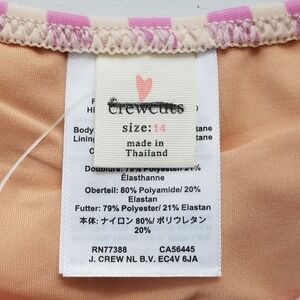 crewcuts
size: 14
made in
Thailand
Body
Lining
Doublure: 79% Polyester/ 21%
Élasthanne
Oberteil: 80% Polyamide/ 20%
Elastan
Futter: 79% Polyester/ 21% Elastan
本体: ナイロン 80%/ ポリウレタン
20%
RN77388 CA56445
J. CREW NL B.V. EC4V 6JA